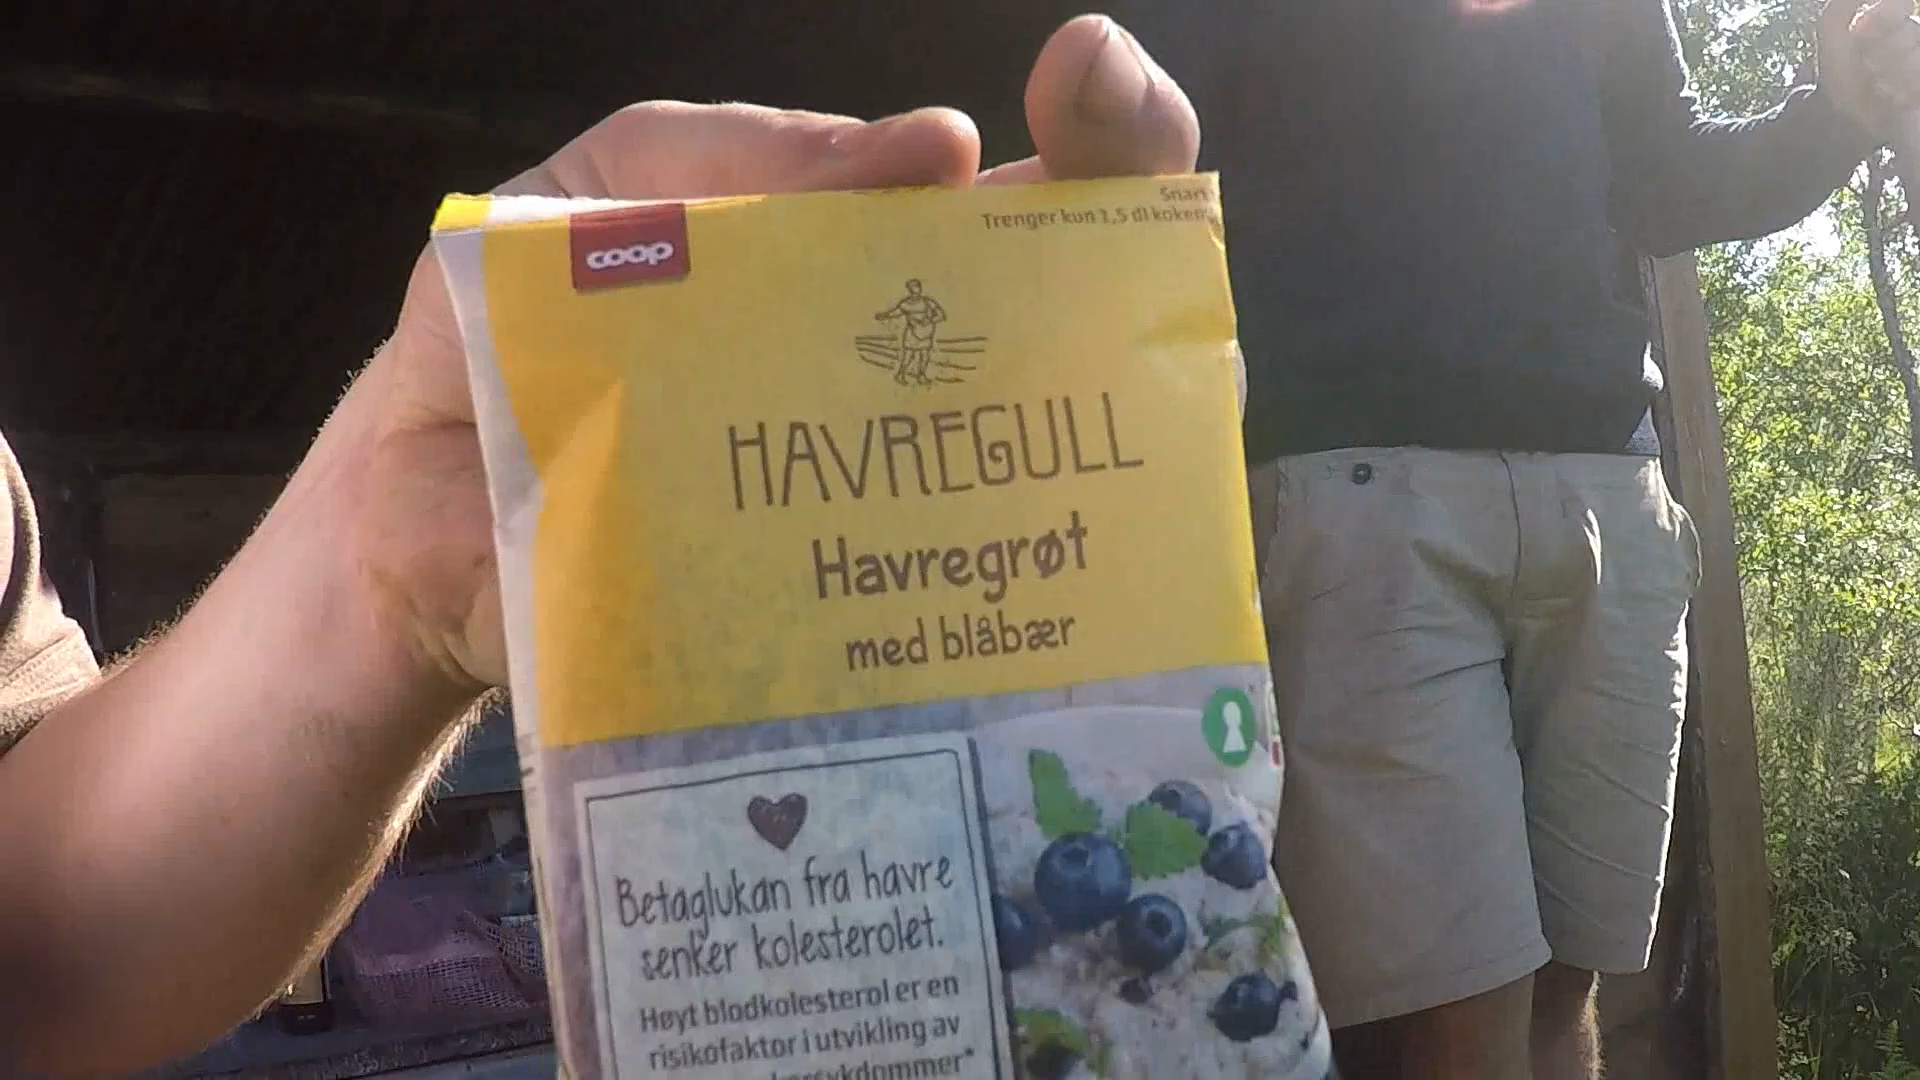 coop
Trenger kun 1,5 dl koken
HAVREGULL
Havregrøt
med blåbær
Betaglukan fra havre
senker kolesterolet.
Høyt blodkolesterol er en
risikofaktor i utvikling av